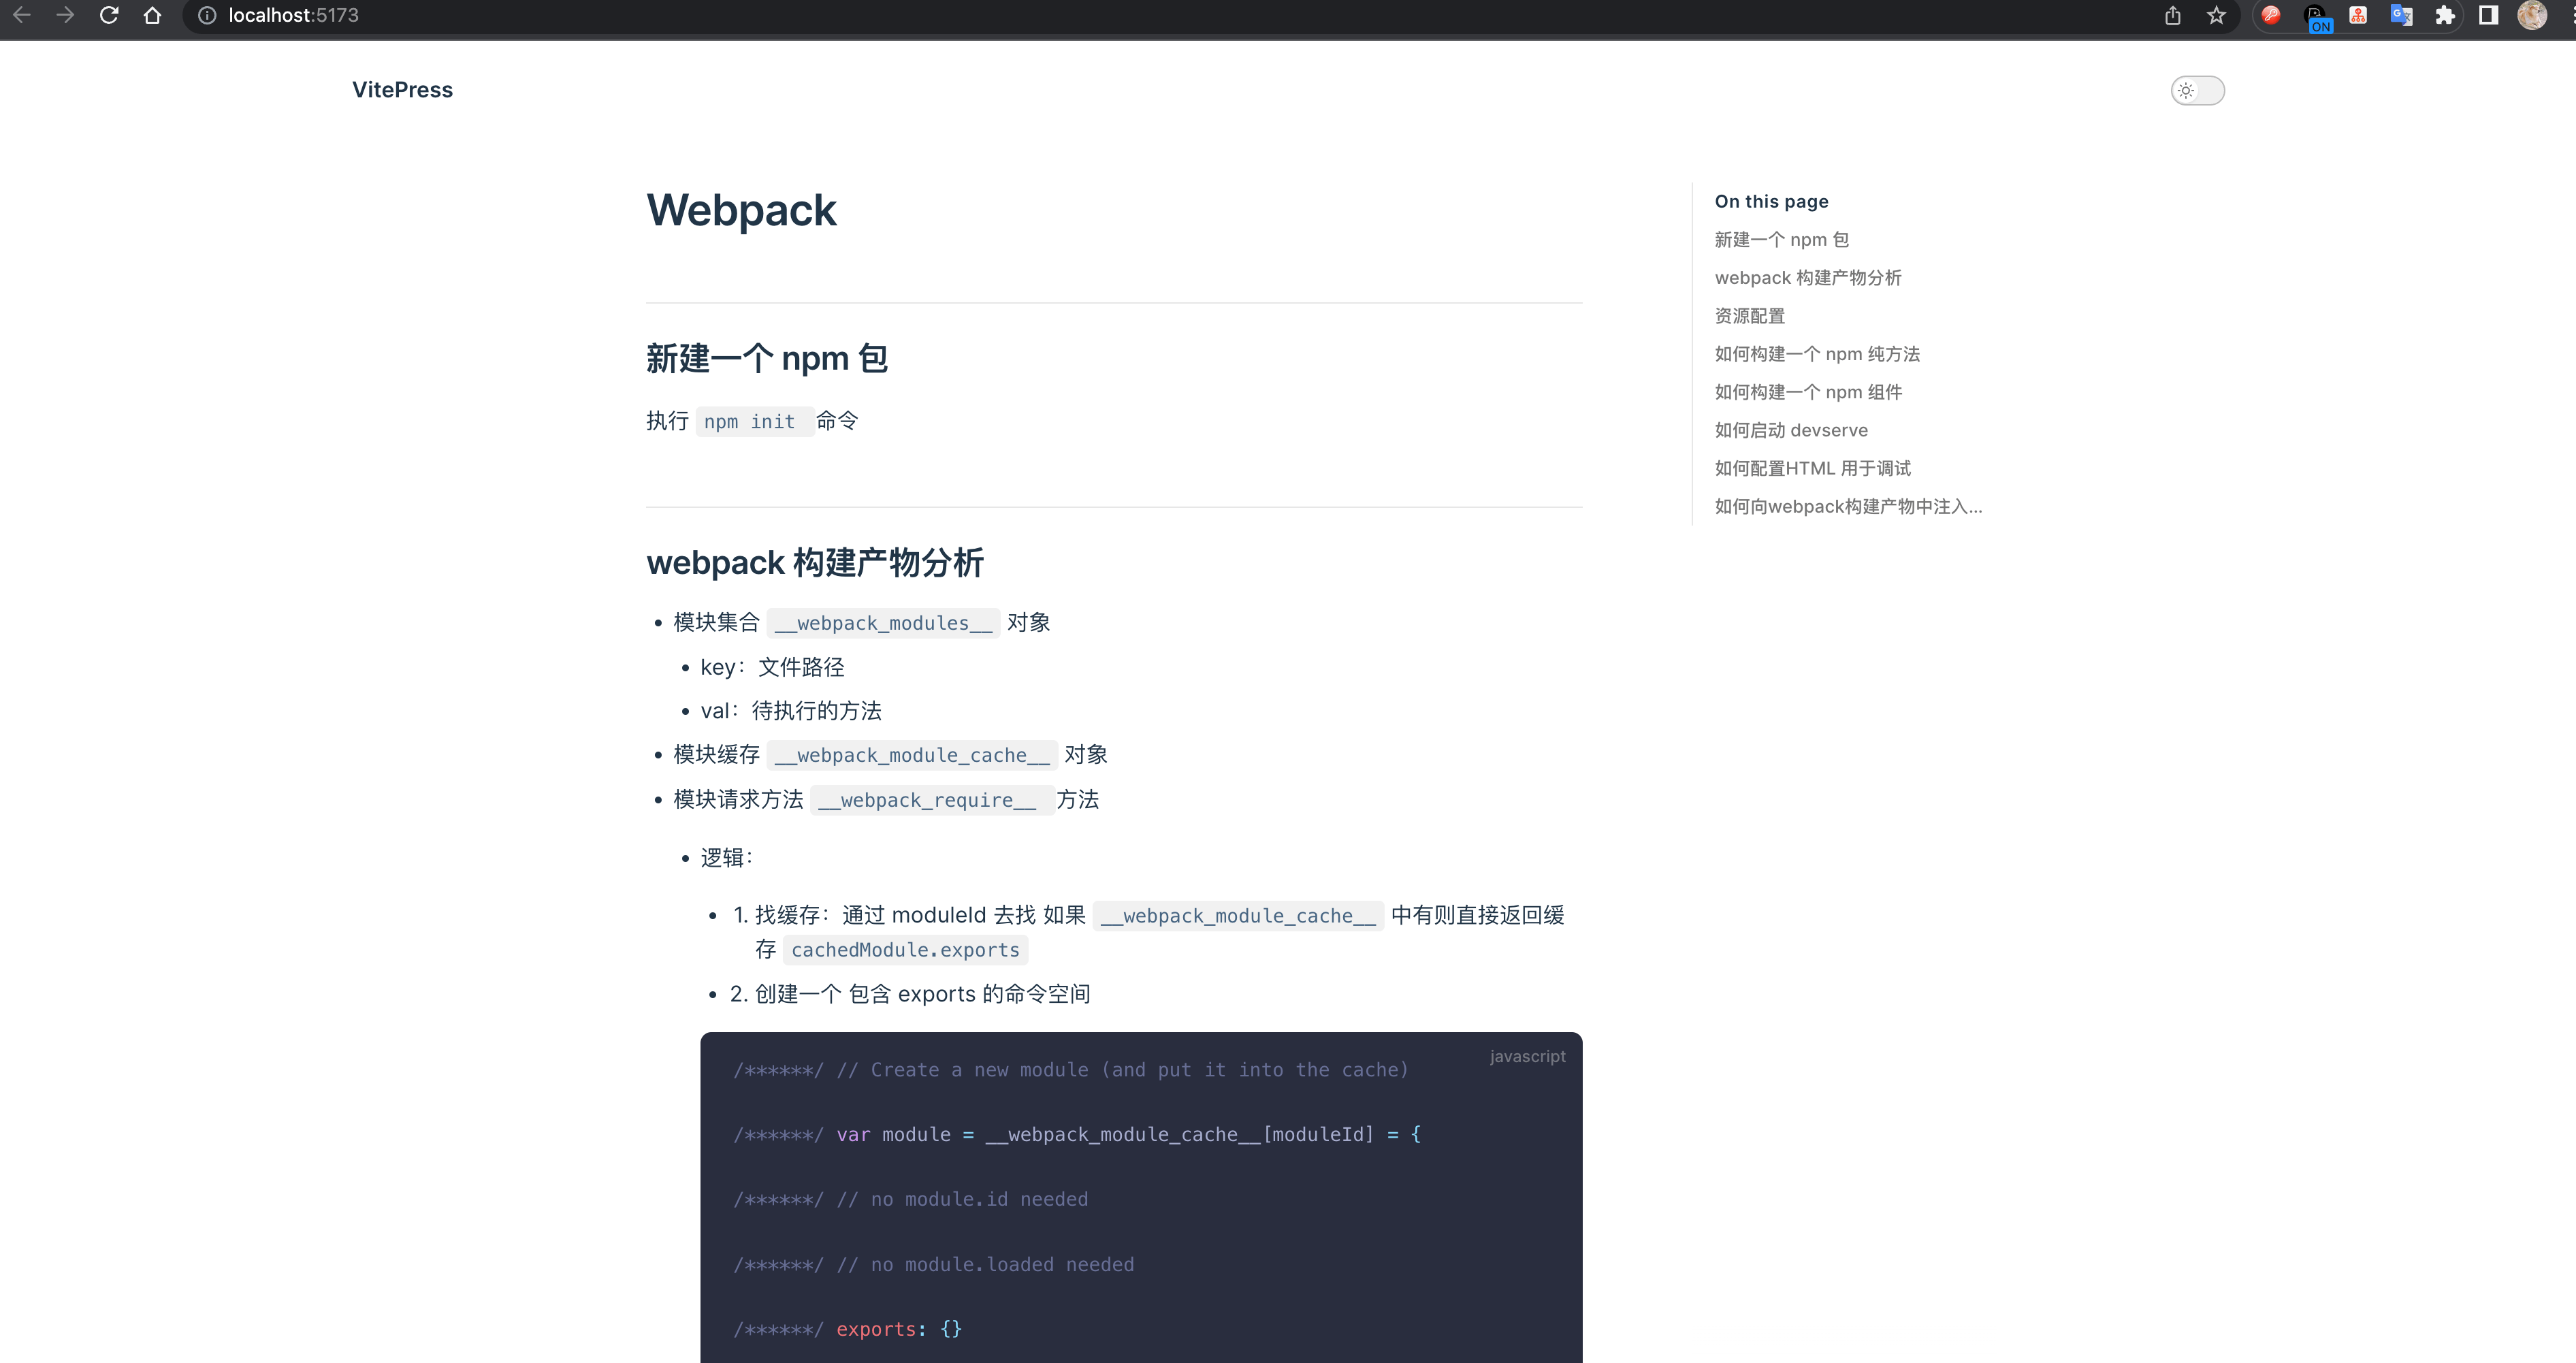 localhost:5173
ON
VitePress
Webpack
新建一个 npm 包
执行 npm init 命令
webpack 构建产物分析
• 模块集合 __webpack_modules__ 对象
• key：文件路径
• val：待执行的方法
• 模块缓存 __webpack_module_cache__ 对象
• 模块请求方法 __webpack_require__ 方法
• 逻辑：
• 1. 找缓存：通过 moduleId 去找 如果 __webpack_module_cache__ 中有则直接返回缓
存 cachedModule.exports
• 2. 创建一个 包含 exports 的命令空间
javascript
/******/ // Create a new module (and put it into the cache)
/******/ var module = __webpack_module_cache__[moduleId] = {
/******/ // no module.id needed
/******/ // no module.loaded needed
/******/ exports: {}
On this page
新建一个 npm 包
webpack 构建产物分析
资源配置
如何构建一个 npm 纯方法
如何构建一个 npm 组件
如何启动 devserve
如何配置HTML 用于调试
如何向webpack构建产物中注入...